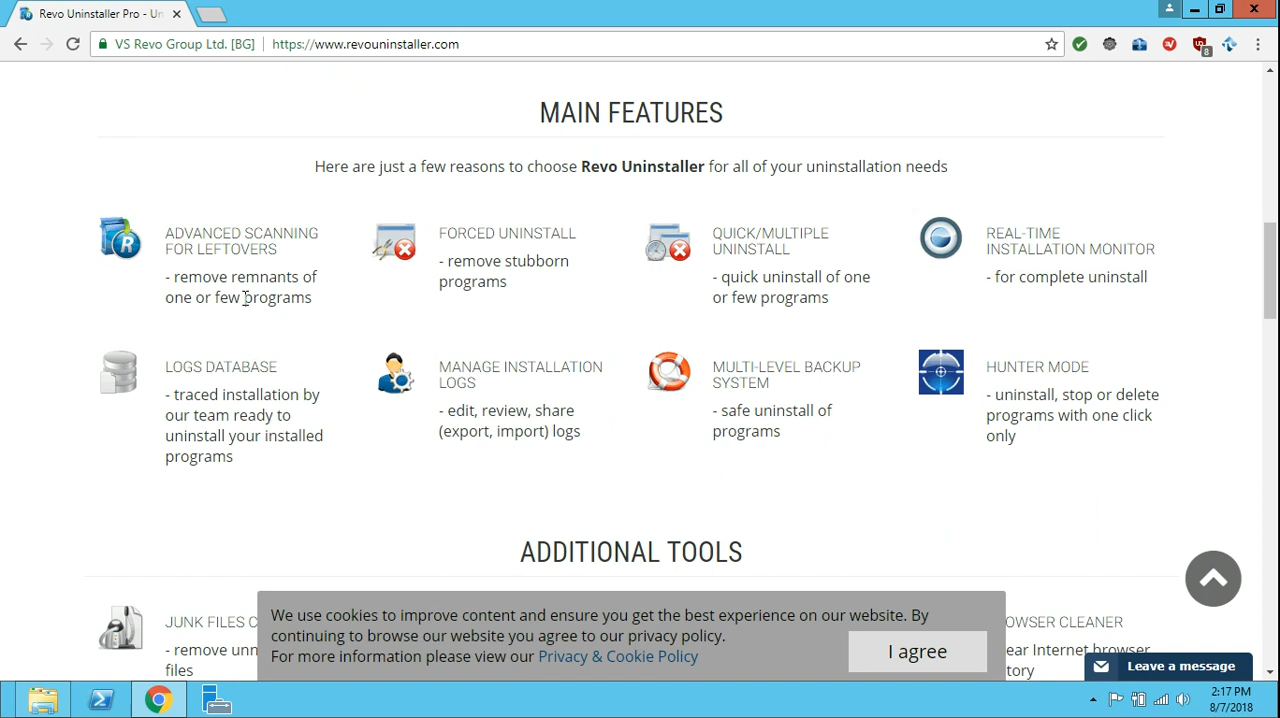 Revo Uninstaller Pro - Un
VS Revo Group Ltd. [BG]
https://www.revouninstaller.com
8
MAIN FEATURES
Here are just a few reasons to choose Revo Uninstaller for all of your uninstallation needs
ADVANCED SCANNING
FOR LEFTOVERS
- remove remnants of
one or few programs
FORCED UNINSTALL
- remove stubborn
programs
QUICK/MULTIPLE
UNINSTALL
- quick uninstall of one
or few programs
REAL-TIME
INSTALLATION MONITOR
- for complete uninstall
LOGS DATABASE
- traced installation by
our team ready to
uninstall your installed
programs
MANAGE INSTALLATION
LOGS
- edit, review, share
(export, import) logs
MULTI-LEVEL BACKUP
SYSTEM
- safe uninstall of
programs
HUNTER MODE
- uninstall, stop or delete
programs with one click
only
ADDITIONAL TOOLS
JUNK FILES C
- remove unn
files
OWSER CLEANER
ear Internet browser
tory
We use cookies to improve content and ensure you get the best experience on our website. By
continuing to browse our website you agree to our privacy policy.
For more information please view our Privacy & Cookie Policy
I agree
Leave a message
2:17 PM
8/7/2018